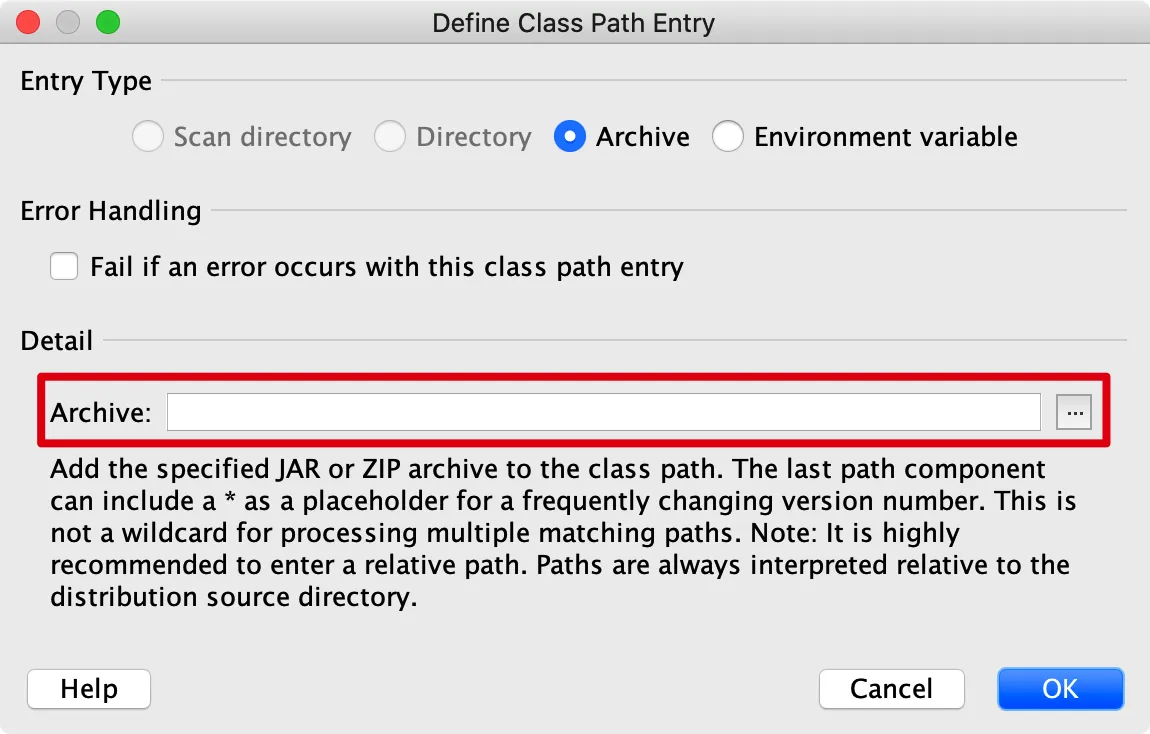 Define Class Path Entry
Entry Type
Scan directory Directory Archive Environment variable
Error Handling
Fail if an error occurs with this class path entry
Detail
Archive: ...
Add the specified JAR or ZIP archive to the class path. The last path component
can include a * as a placeholder for a frequently changing version number. This is
not a wildcard for processing multiple matching paths. Note: It is highly
recommended to enter a relative path. Paths are always interpreted relative to the
distribution source directory.
Help Cancel OK